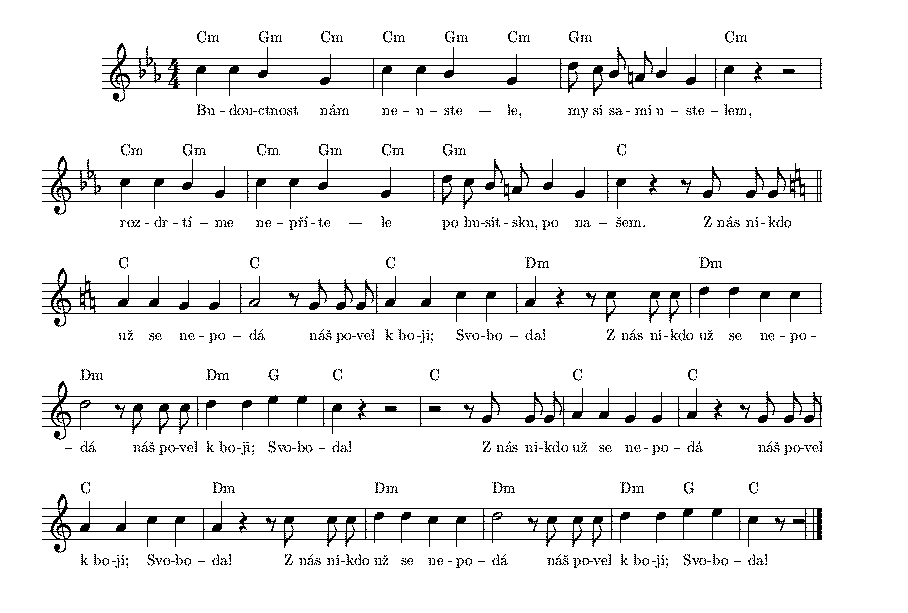 Cm Gm Cm Cm Gm Cm Gm Cm
Bu - dou-ctnost nám ne – u – ste — le, my si sa - mi u – ste – lem,
Cm Gm Cm Gm Cm Gm C
roz - dr - tí – me ne – pří - te — le po hu-sit - sku, po na – šem. Z nás ni - kdo
C C C Dm Dm
už se ne - po - dá náš po-vel k bo-ji; Svo-bo – da! Z nás ni-kdo už se ne - po -
Dm Dm G C C C C
– dá náš po-vel k bo-ji; Svo-bo – da! Z nás ni-kdo už se ne - po – dá náš po-vel
C Dm Dm Dm Dm G C
k bo-ji; Svo-bo – da! Z nás ni-kdo už se ne - po – dá náš po-vel k bo-ji; Svo-bo – da!